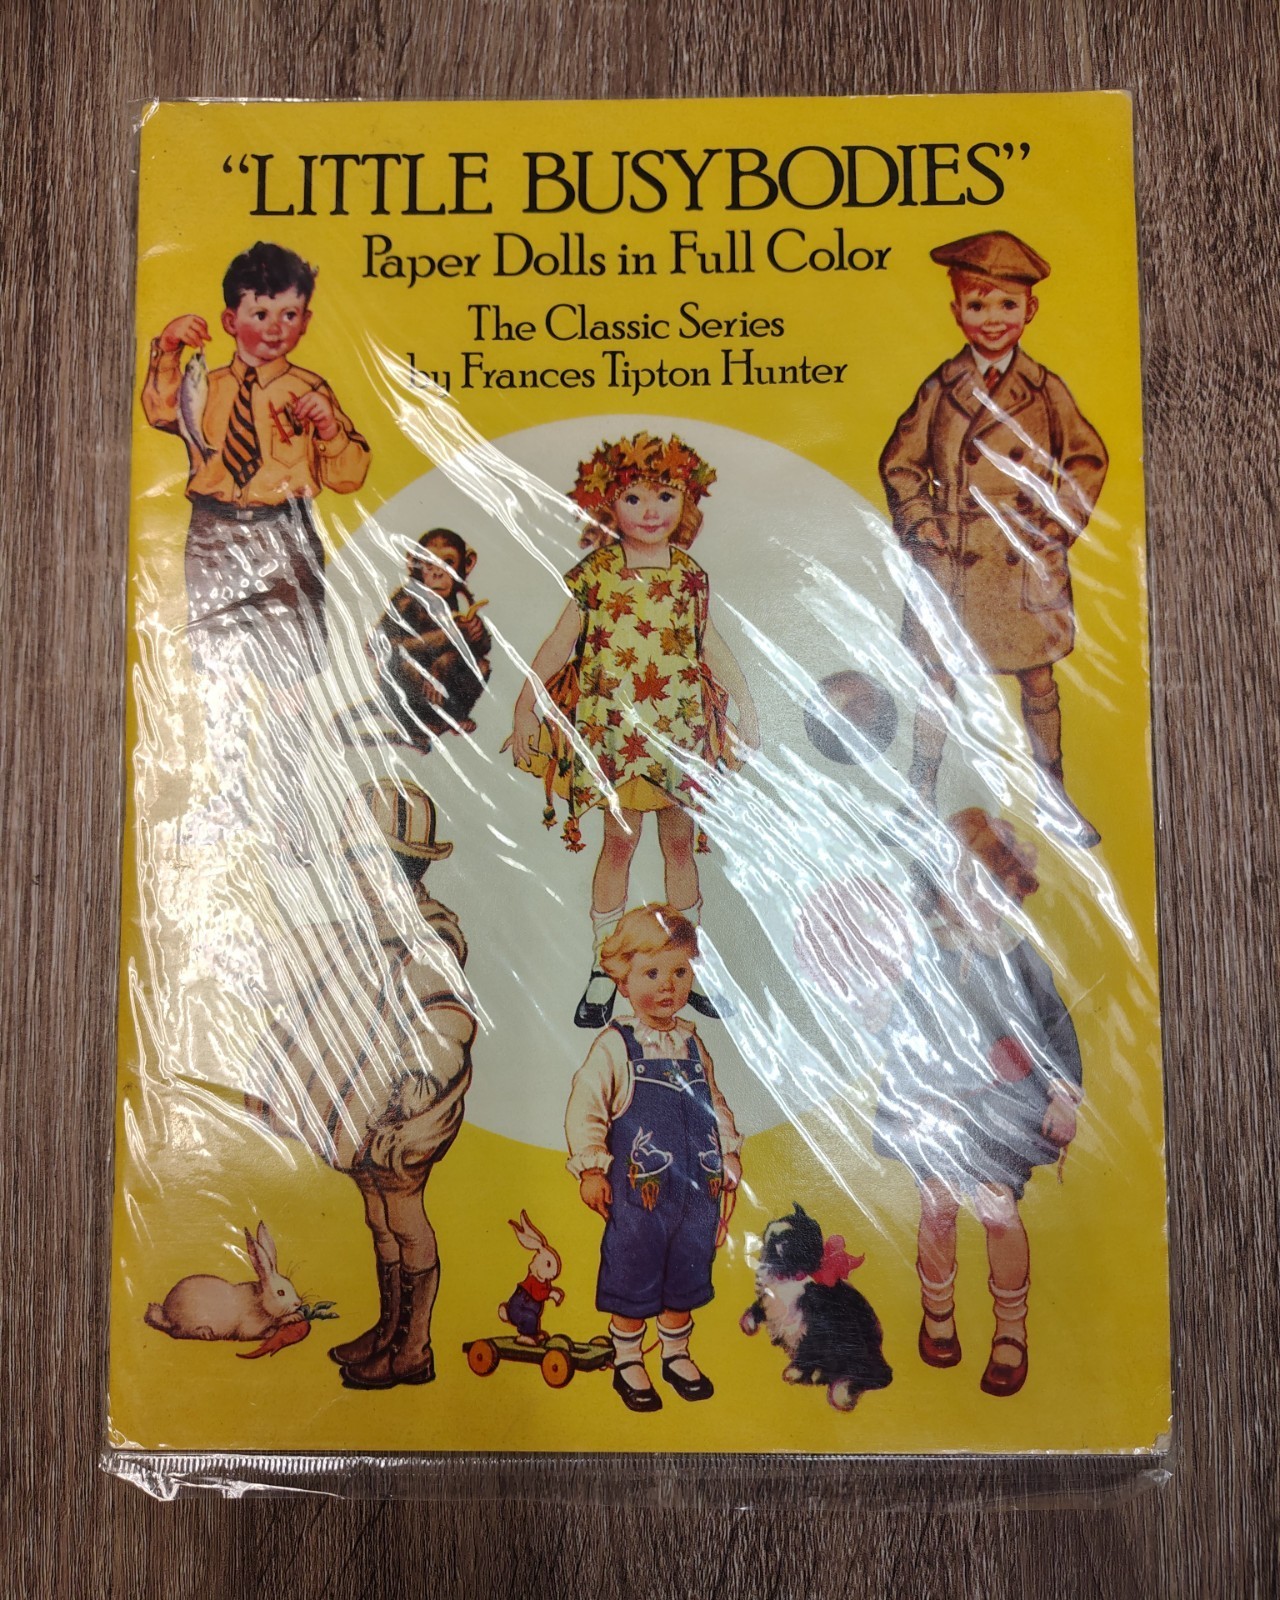 “LITTLE BUSYBODIES”
Paper Dolls in Full Color
The Classic Series
by Frances Tipton Hunter